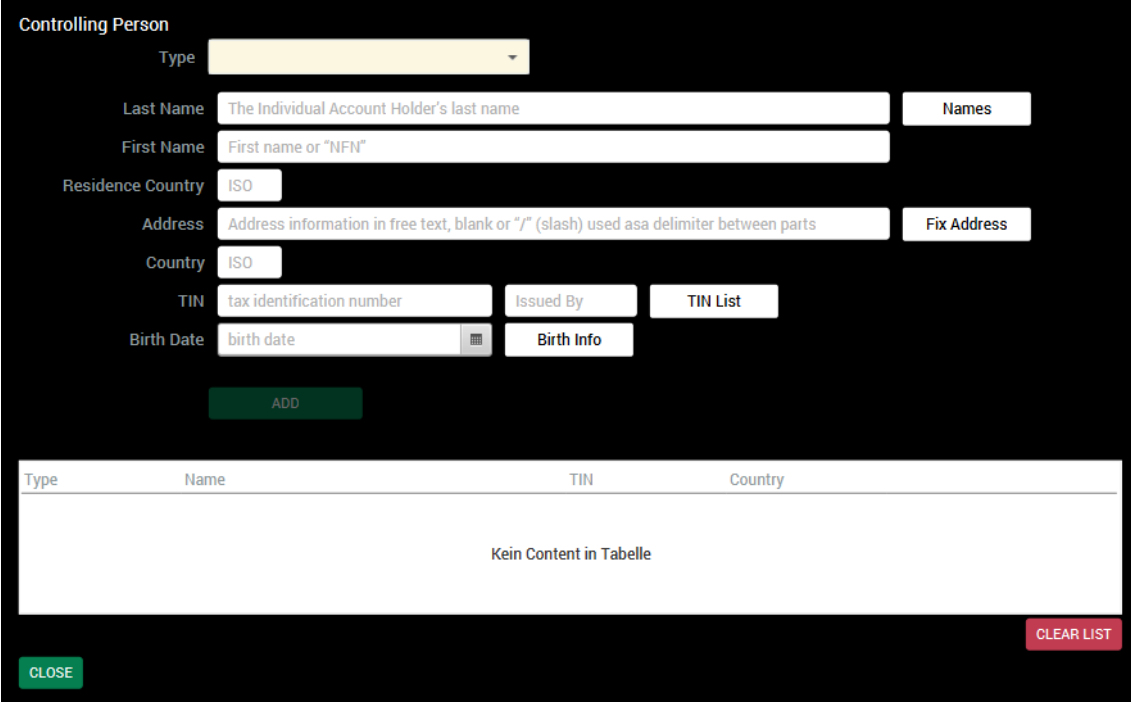 Controlling Person
Type
Last Name The Individual Account Holder's last name Names
First Name First name or “NFN”
Residence Country ISO
Address Address information in free text, blank or “/” (slash) used asa delimiter between parts Fix Address
Country ISO
TIN tax identification number Issued By TIN List
Birth Date birth date Birth Info
ADD
Type Name TIN Country
Kein Content in Tabelle
CLEAR LIST
CLOSE